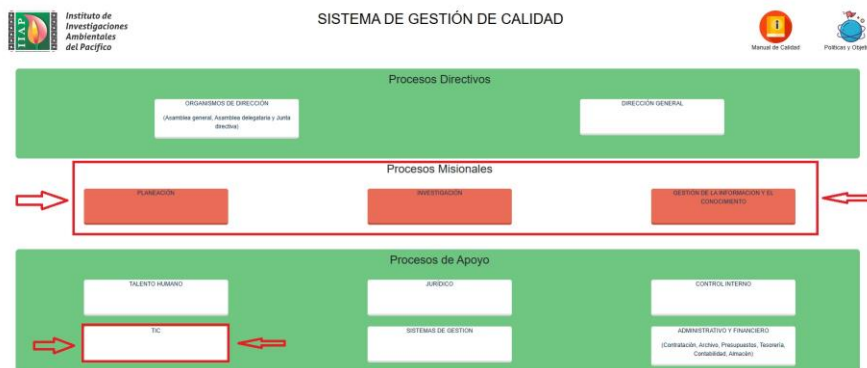 IIAP
Instituto de
Investigaciones
Ambientales
del Pacífico
SISTEMA DE GESTIÓN DE CALIDAD
Manual de Calidad
Políticas y Objeti
Procesos Directivos
ORGANISMOS DE DIRECCIÓN
(Asamblea general, Asamblea delegataria y Junta
directiva)
DIRECCIÓN GENERAL
Procesos Misionales
PLANEACIÓN
INVESTIGACIÓN
GESTIÓN DE LA INFORMACIÓN Y EL
CONOCIMIENTO
Procesos de Apoyo
TALENTO HUMANO
JURÍDICO
CONTROL INTERNO
TIC
SISTEMAS DE GESTION
ADMINISTRATIVO Y FINANCIERO
(Contratación, Archivo, Presupuestos, Tesorería,
Contabilidad, Almacén)